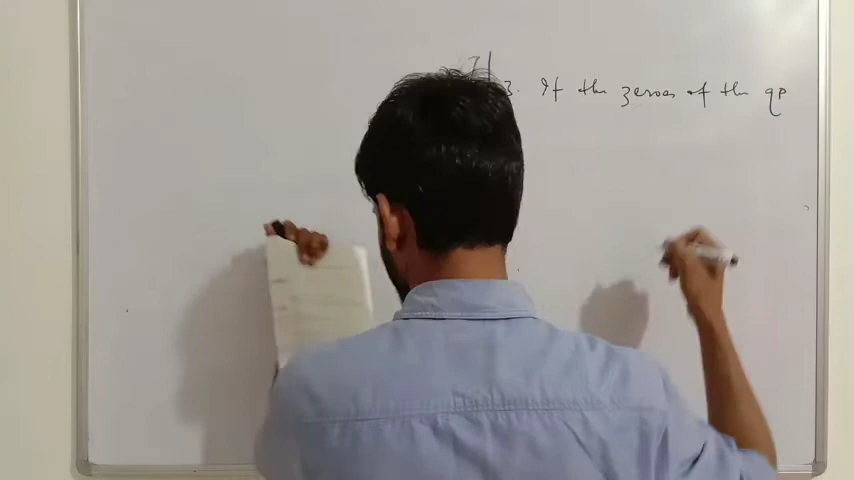 3. If the zeroes of the qp